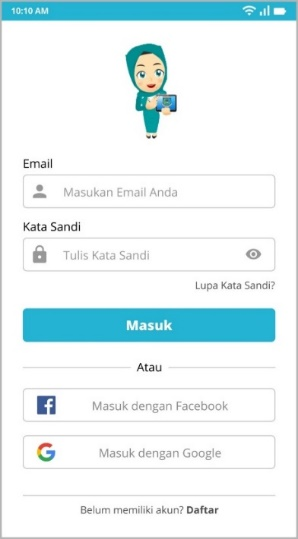 10:10 AM
Email
Masukan Email Anda
Kata Sandi
Tulis Kata Sandi
Lupa Kata Sandi?
Masuk
Atau
Masuk dengan Facebook
Masuk dengan Google
Belum memiliki akun? Daftar